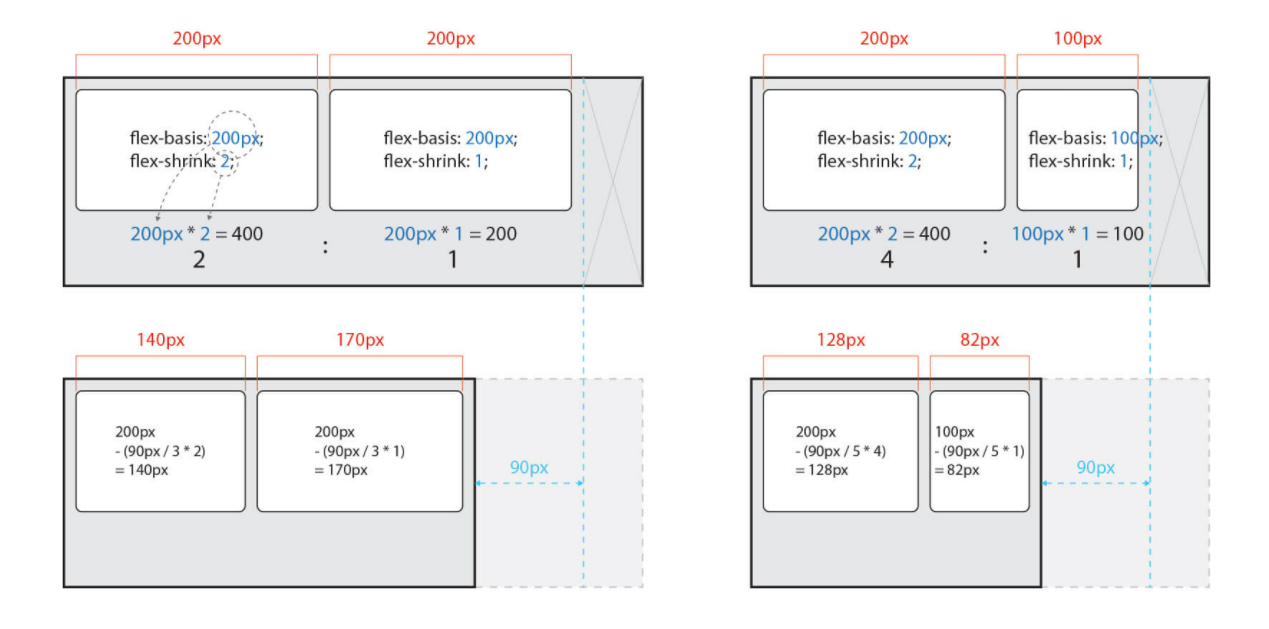 200px
200px
flex-basis: 200px;
flex-shrink: 2;
flex-basis: 200px;
flex-shrink: 1;
200px * 2 = 400
:
200px * 1 = 200
2
1
200px
100px
flex-basis: 200px;
flex-shrink: 2;
flex-basis: 100px;
flex-shrink: 1;
200px * 2 = 400
:
100px * 1 = 100
4
1
140px
170px
200px
- (90px / 3 * 2)
= 140px
200px
- (90px / 3 * 1)
= 170px
90px
128px
82px
200px
- (90px / 5 * 4)
= 128px
100px
- (90px / 5 * 1)
= 82px
90px